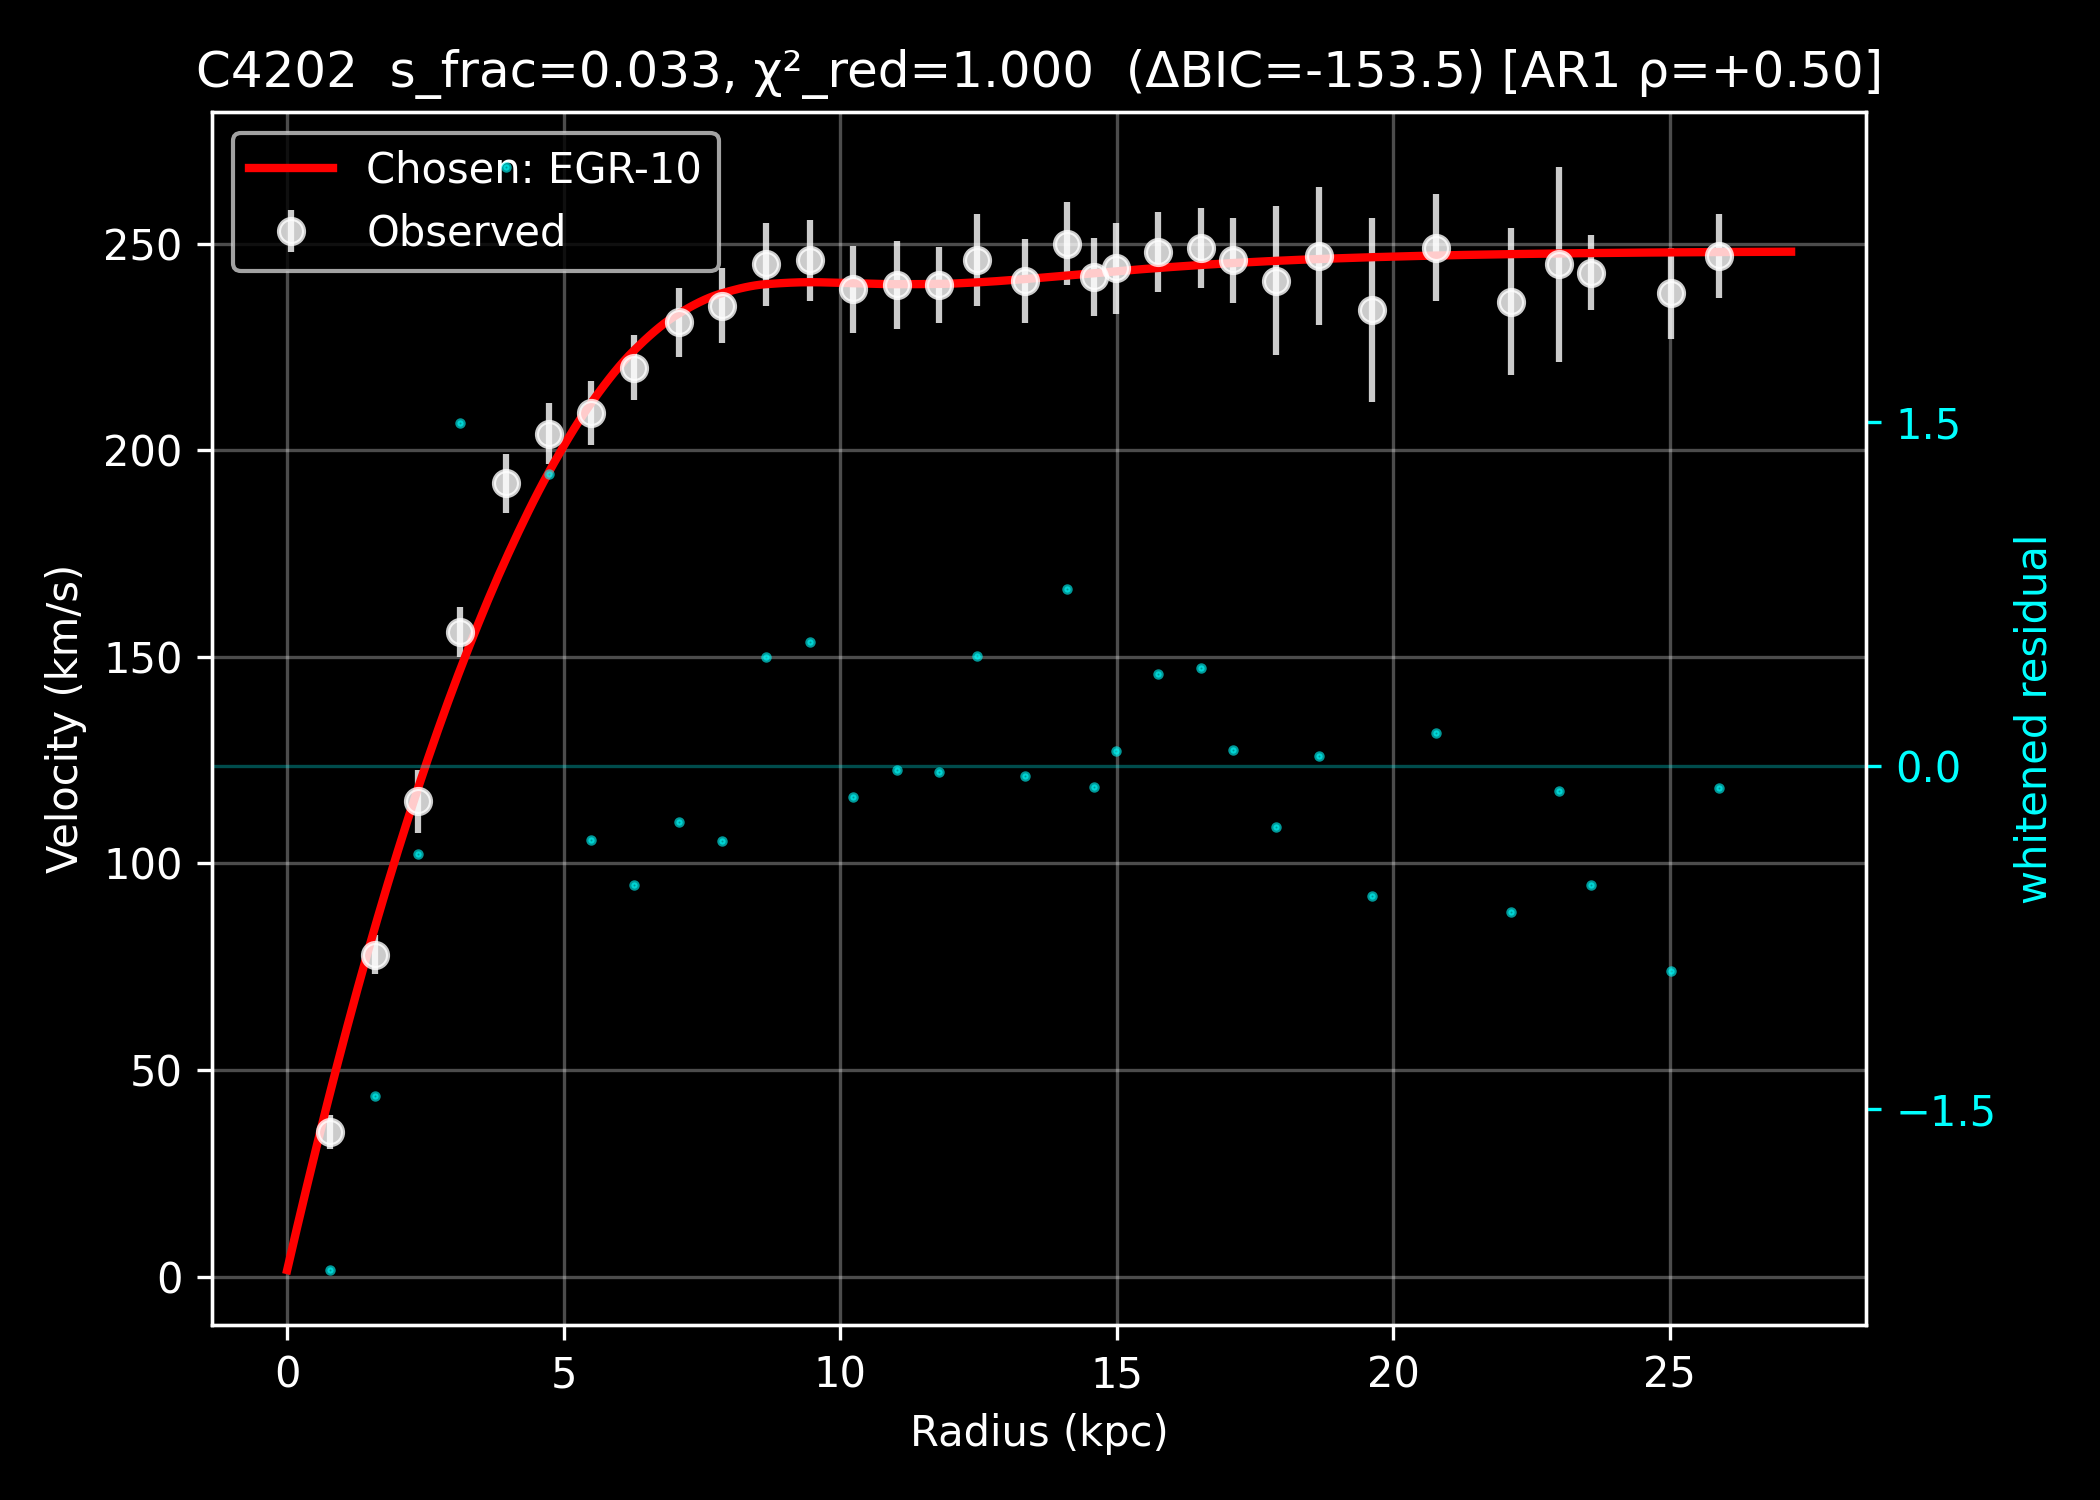 C4202  s_frac=0.033, χ²_red=1.000  (ΔBIC=-153.5) [AR1 ρ=+0.50]
Chosen: EGR-10
Observed
250
200
150
100
50
0
Velocity (km/s)
0
5
10
15
20
25
Radius (kpc)
1.5
0.0
−1.5
whitened residual